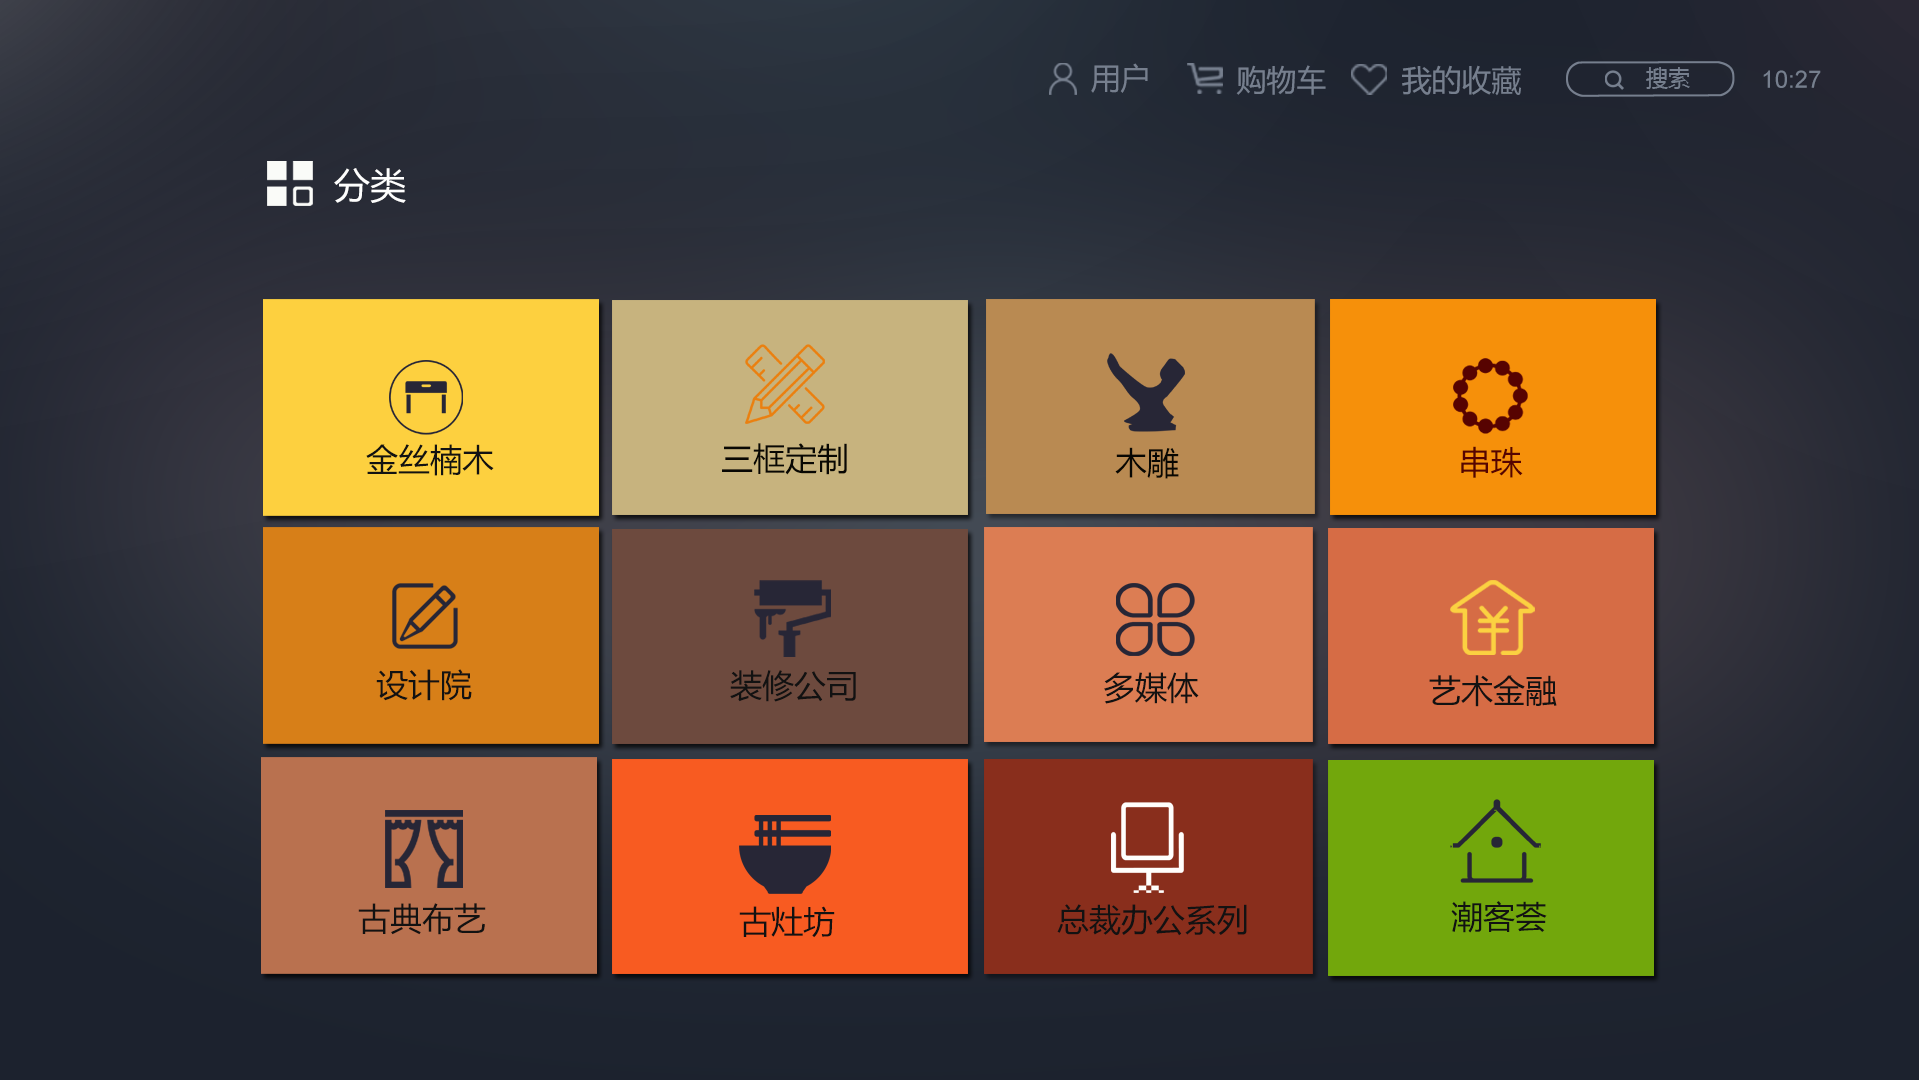 用户 购物车 我的收藏 搜索 10:27
分类
金丝楠木 三框定制 木雕 串珠
设计院 装修公司 多媒体 艺术金融
古典布艺 古灶坊 总裁办公系列 潮客荟